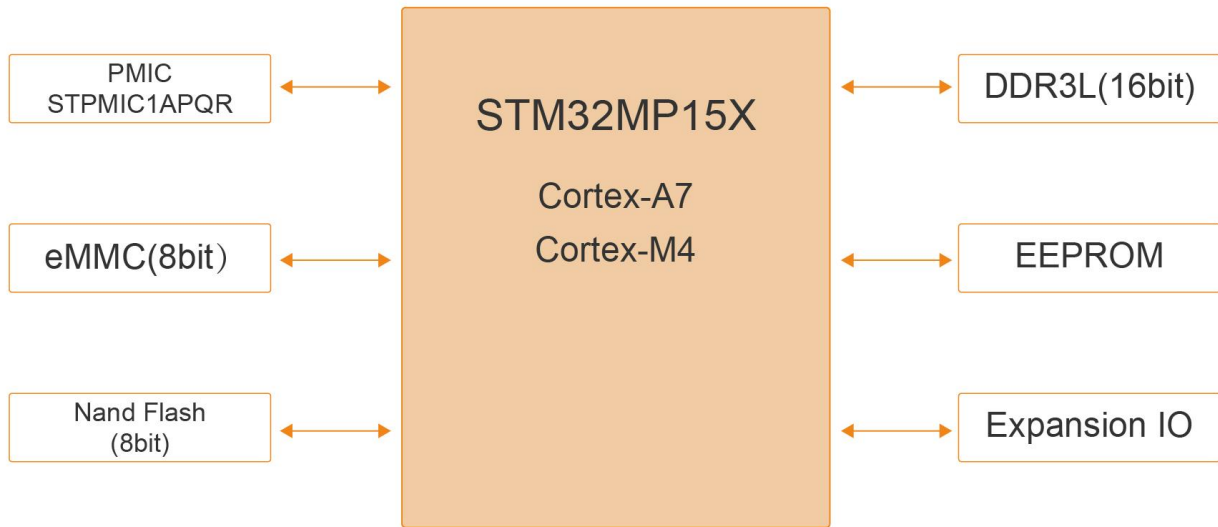 PMIC
STPMIC1APQR
eMMC(8bit）
Nand Flash
(8bit)
STM32MP15X
Cortex-A7
Cortex-M4
DDR3L(16bit)
EEPROM
Expansion IO